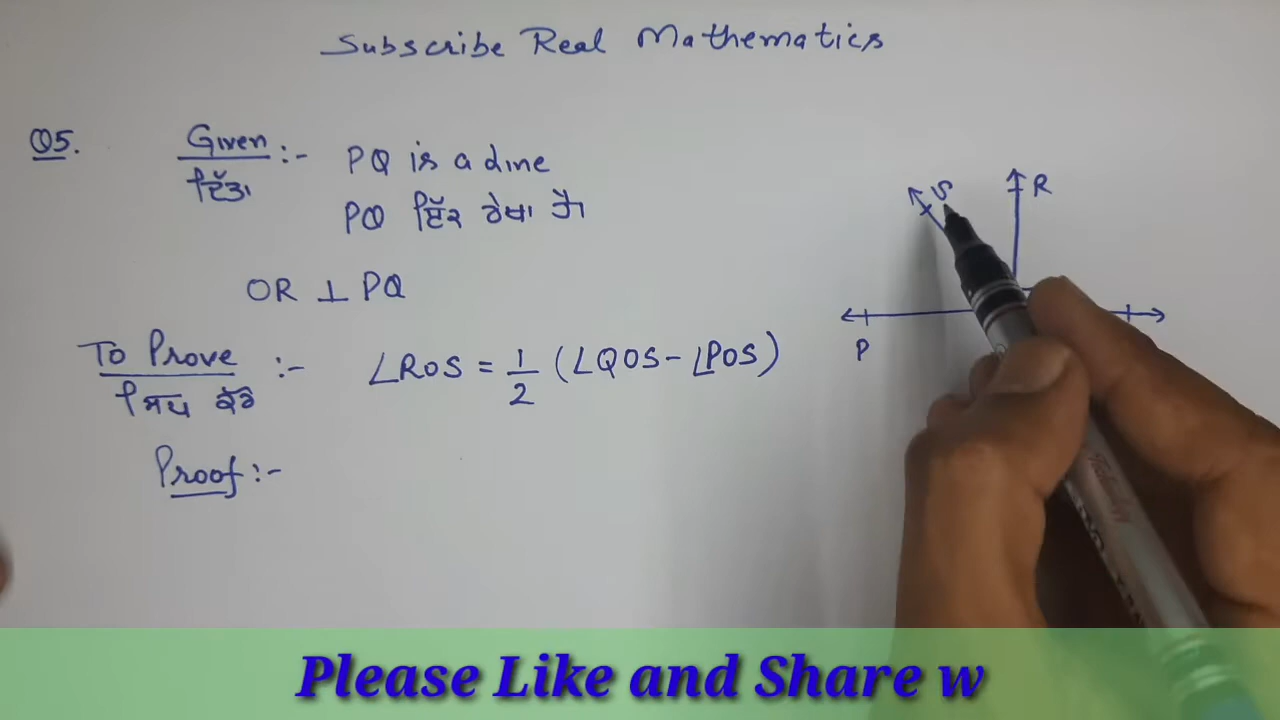 Subscribe Real Mathematics
Q5. Given :- PQ is a line
ਦਿੱਤਾ PQ ਇੱਕ ਰੇਖਾ ਹੈ
OR ⊥ PQ
To Prove :- ∠ROS = 1/2 (∠QOS - ∠POS)
ਸਿਧ ਕਰੋ
Proof :-
S R
P
Please Like and Share w